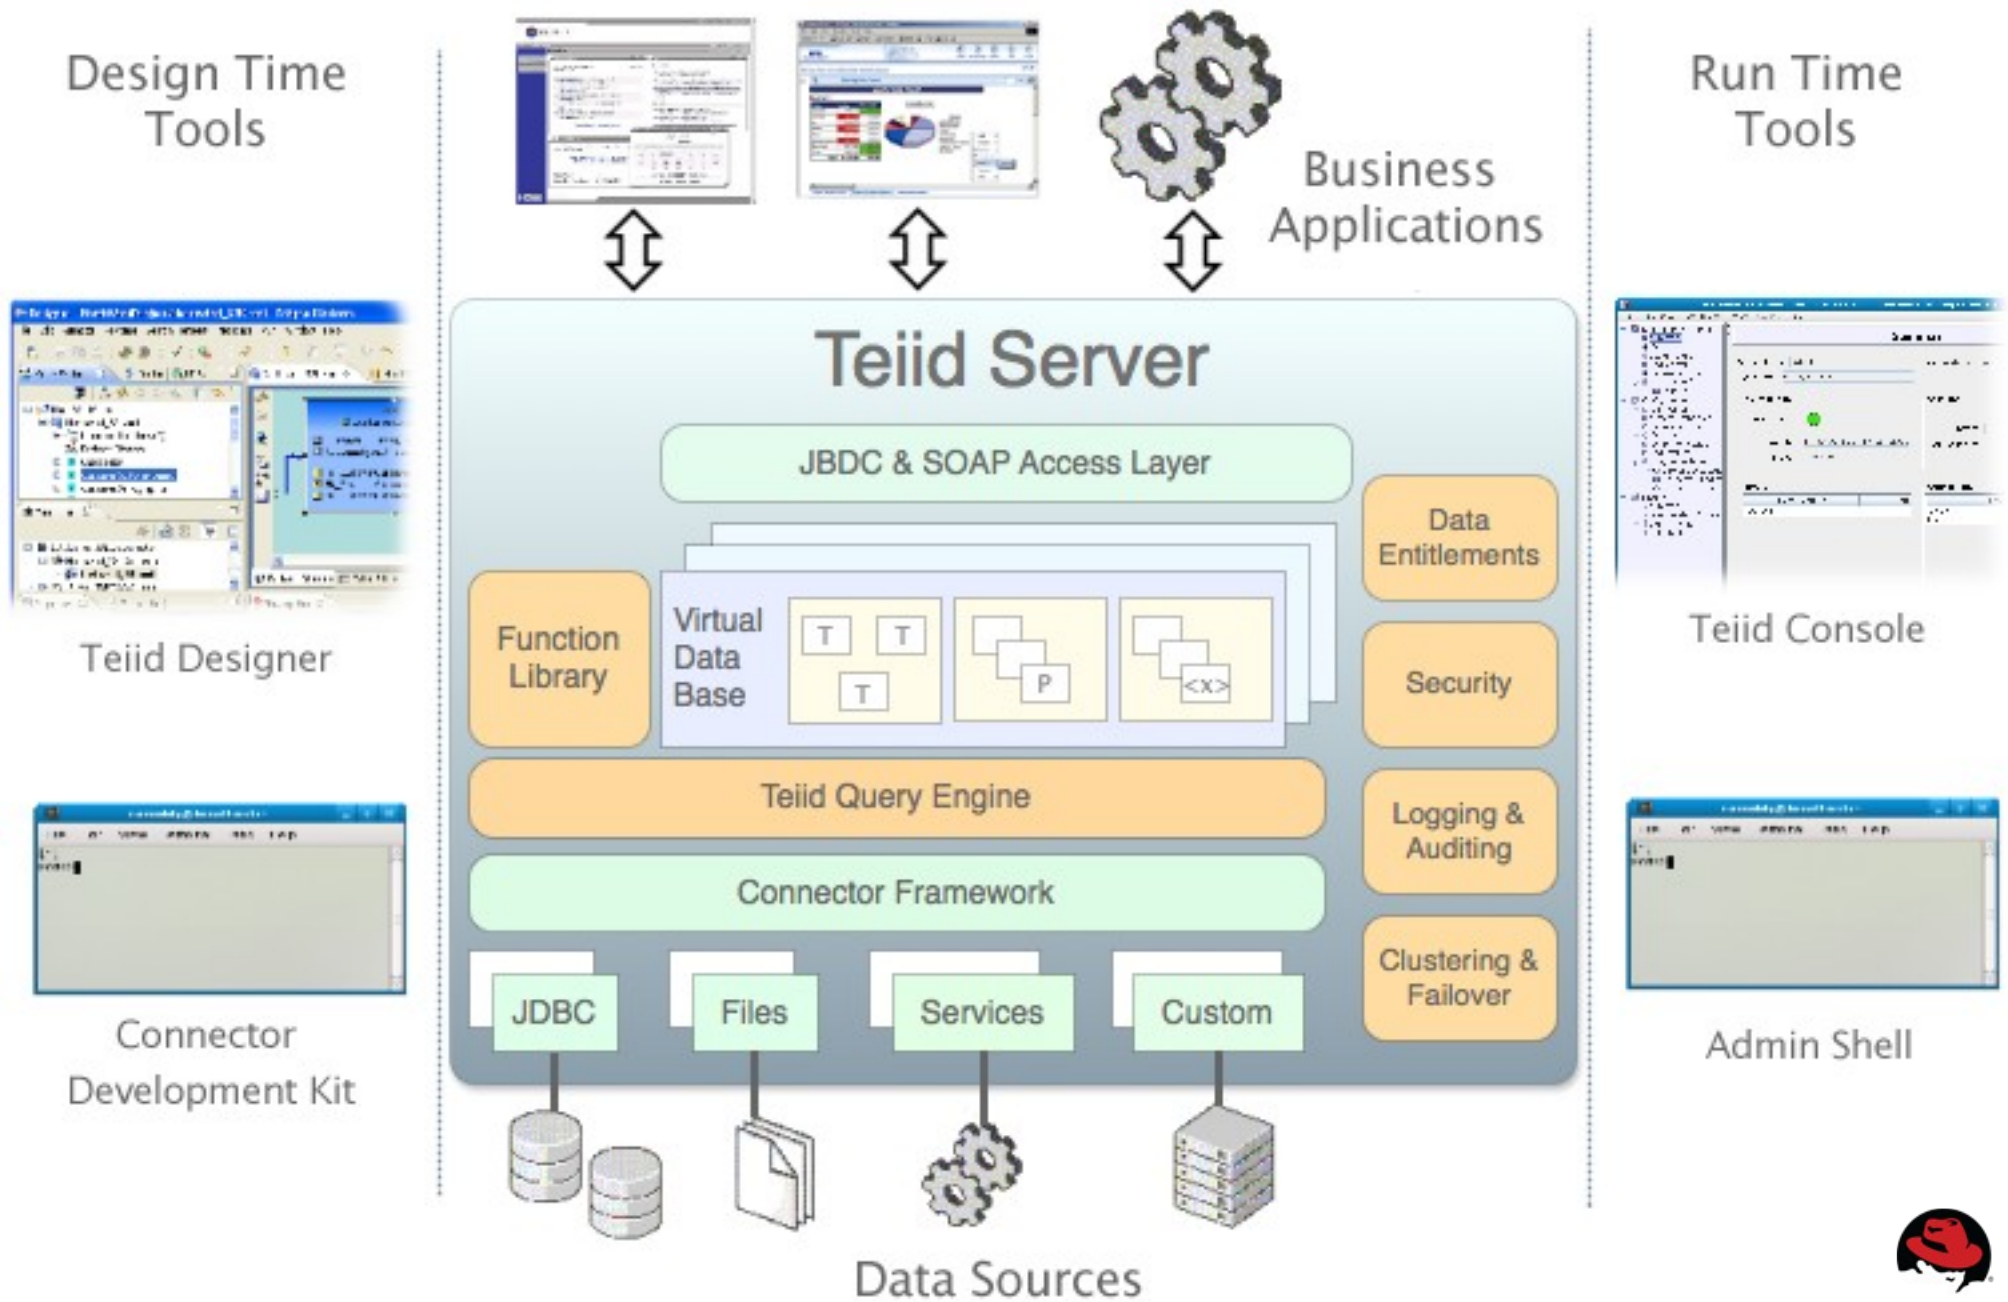 Design Time
Tools
Business
Applications
Run Time
Tools
Teiid Designer
Connector
Development Kit
Teiid Server
JBDC & SOAP Access Layer
Function
Library
Virtual
Data
Base
T
T
T
P
<x>
Teiid Query Engine
Connector Framework
JDBC
Files
Services
Custom
Data
Entitlements
Security
Logging &
Auditing
Clustering &
Failover
Data Sources
Teiid Console
Admin Shell